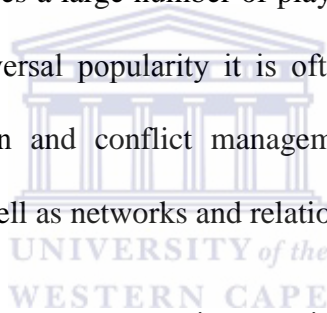 es a large number of play
versal popularity it is oft
n and conflict managem
ell as networks and relatio
UNIVERSITY of the
WESTERN CAPE